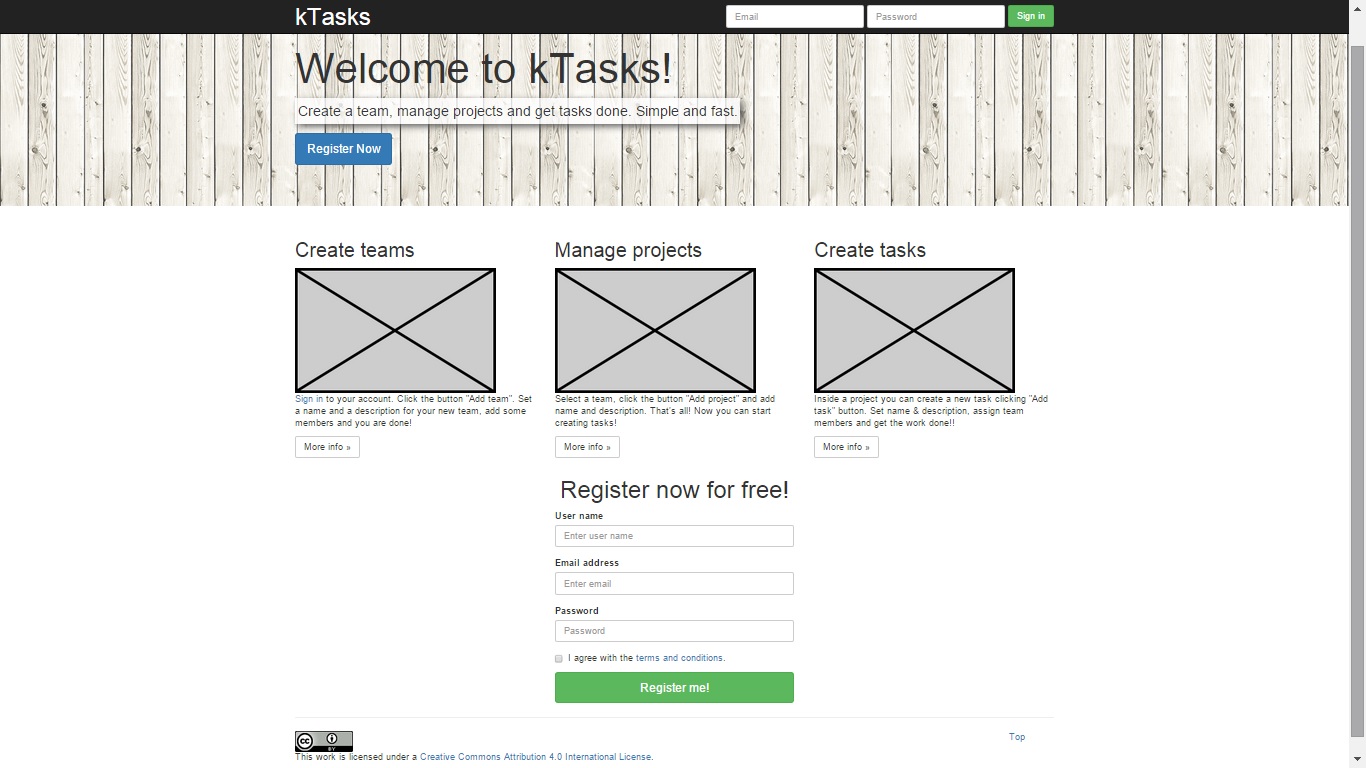 kTasks
Email
Password
Sign in
Welcome to kTasks!
Create a team, manage projects and get tasks done. Simple and fast.
Register Now
Create teams
Sign in to your account. Click the button "Add team". Set
a name and a description for your new team, add some
members and you are done!
More info »
Manage projects
Select a team, click the button "Add project" and add
name and description. That's all! Now you can start
creating tasks!
More info »
Create tasks
Inside a project you can create a new task clicking "Add
task" button. Set name & description, assign team
members and get the work done!!
More info »
Register now for free!
User name
Enter user name
Email address
Enter email
Password
Password
I agree with the terms and conditions.
Register me!
cc
BY
Top
This work is licensed under a Creative Commons Attribution 4.0 International License.